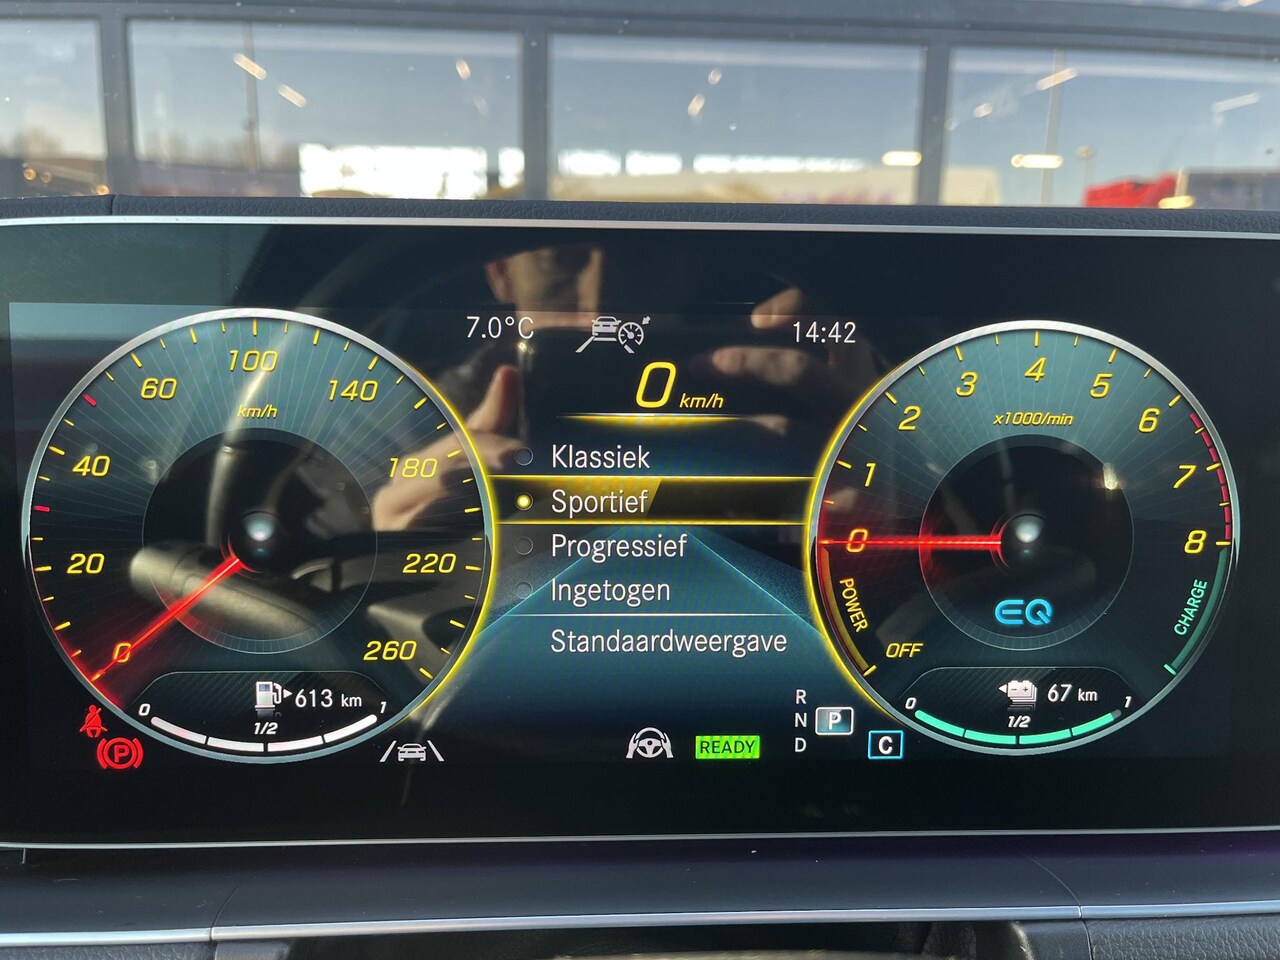 7.0°C
14:42
0 km/h
Klassiek
Sportief
Progressief
Ingetogen
Standaardweergave
0
20
40
60
100
140
180
220
260
km/h
613 km
0
1/2
1
0
1
2
3
4
5
6
7
8
x1000/min
POWER
OFF
CHARGE
EQ
67 km
0
1/2
1
P
READY
R
N
D
P
C